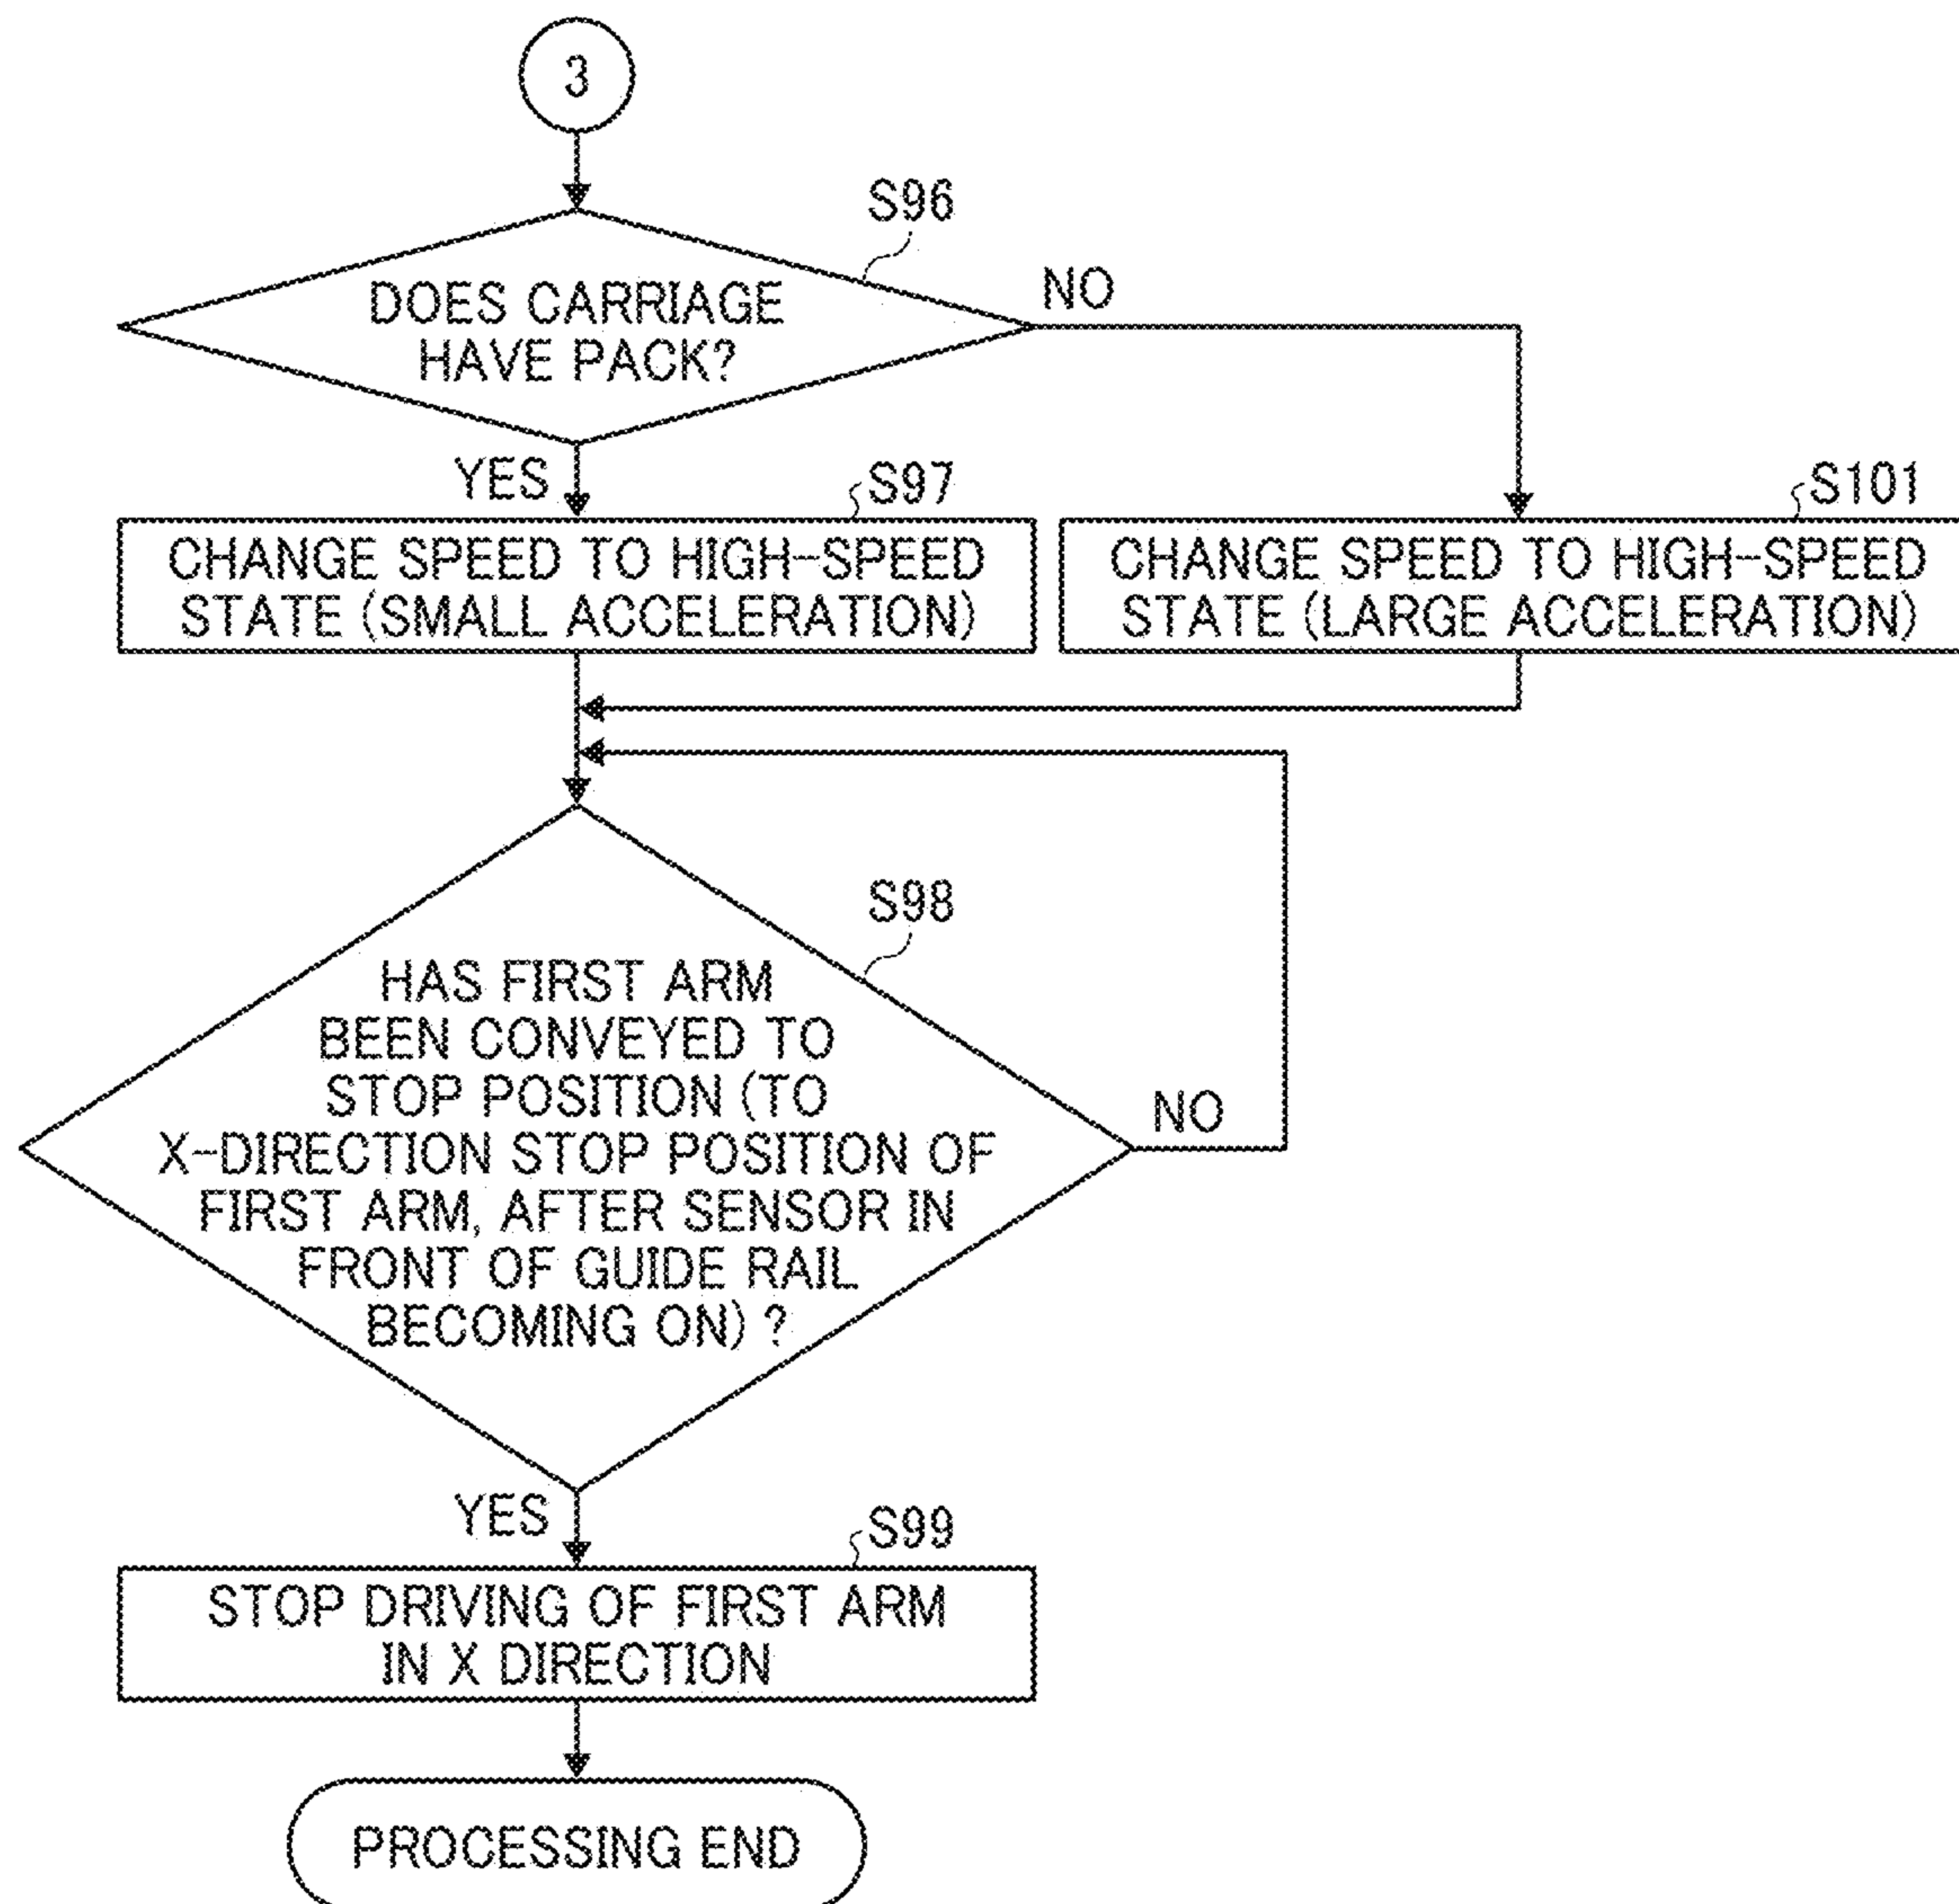 3
S96
DOES CARRIAGE
HAVE PACK?
NO
YES
S97
CHANGE SPEED TO HIGH-SPEED
STATE (SMALL ACCELERATION)
S101
CHANGE SPEED TO HIGH-SPEED
STATE (LARGE ACCELERATION)
S98
HAS FIRST ARM
BEEN CONVEYED TO
STOP POSITION (TO
X-DIRECTION STOP POSITION OF
FIRST ARM, AFTER SENSOR IN
FRONT OF GUIDE RAIL
BECOMING ON) ?
NO
YES
S99
STOP DRIVING OF FIRST ARM
IN X DIRECTION
PROCESSING END